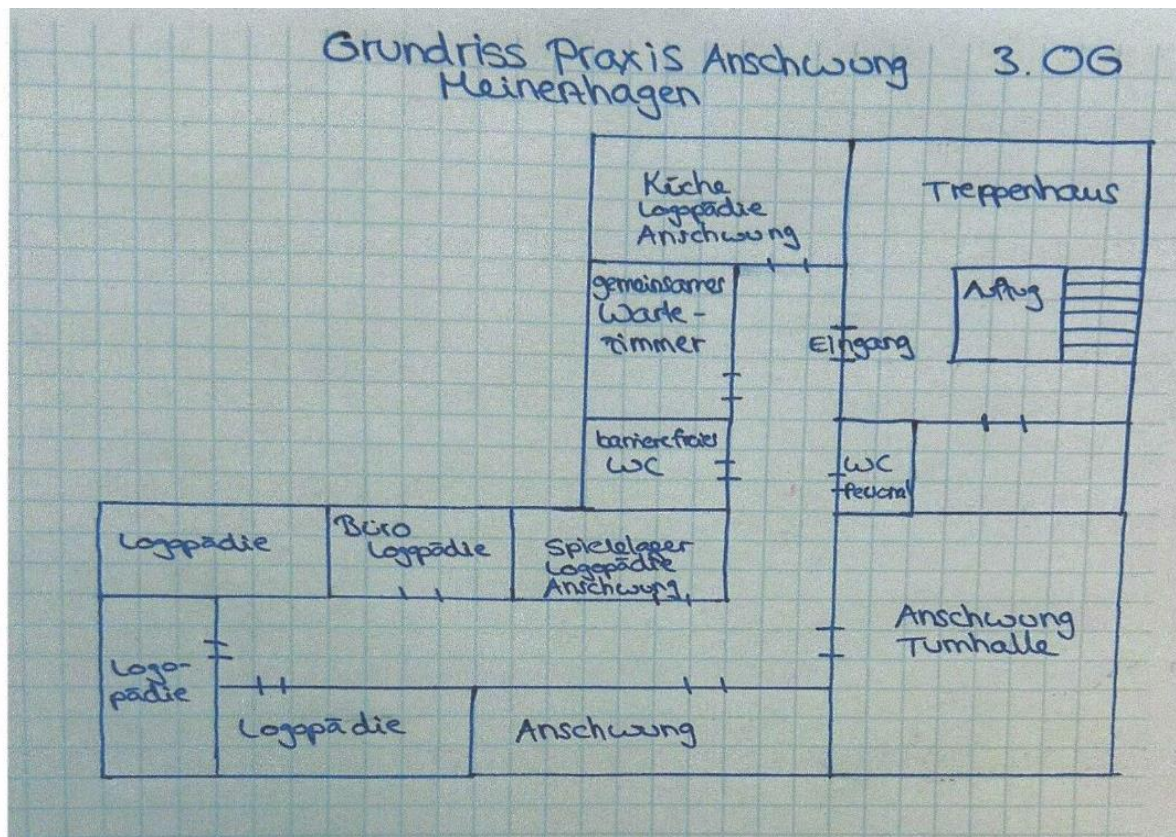 Grundriss Praxis Anschwung 3. OG
Meinerzhagen
Küche
Logopädie
Anschwung
Treppenhaus
gemeinsames
Warte-
zimmer
Eingang
Aufzug
barrierefreies
WC
WC
Personal
Logopädie
Büro
Logopädie
Spielelager
Logopädie
Anschwung
Anschwung
Turnhalle
Logo-
pädie
Logopädie
Anschwung